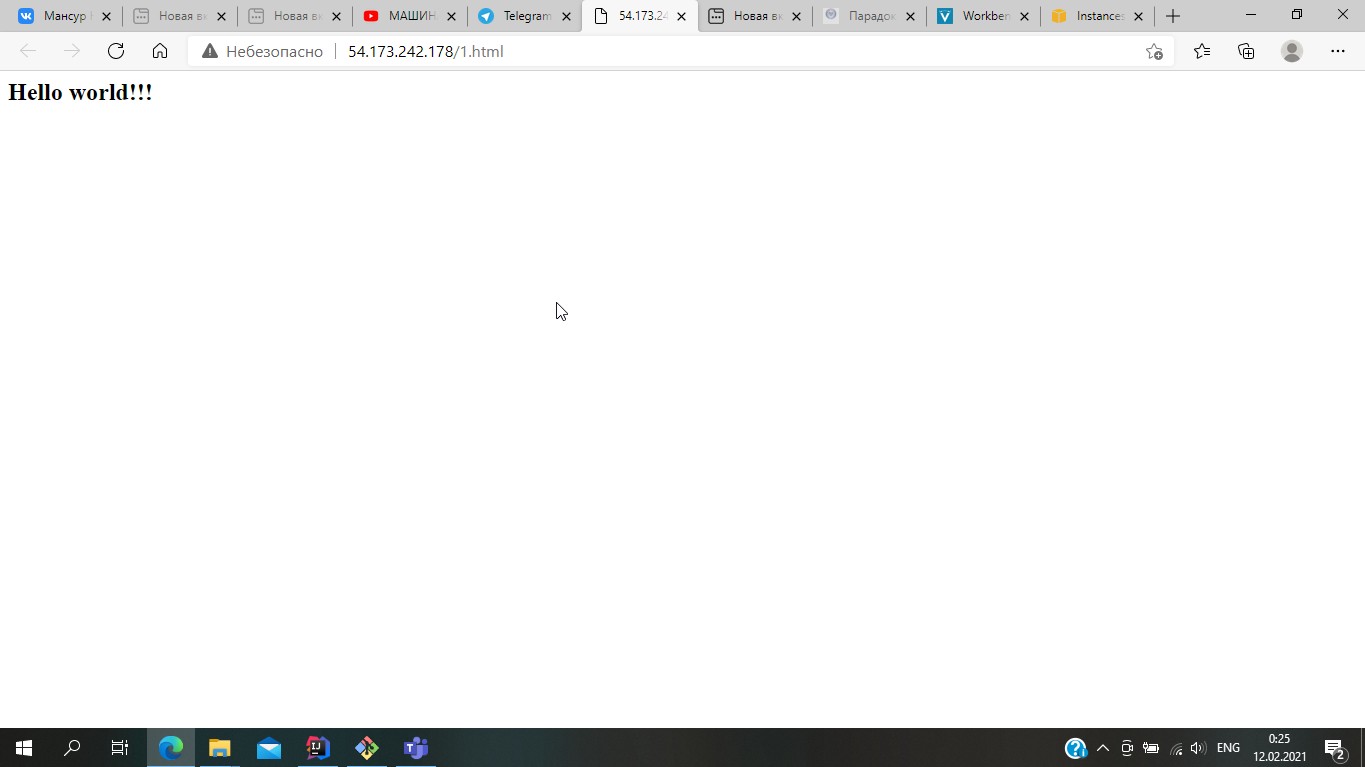 Мансур
Новая вк
Новая вк
МАШИН
Telegram
54.173.24
Новая вк
Парадок
Workben
Instances
Небезопасно
54.173.242.178/1.html
Hello world!!!
ENG
0:25
12.02.2021
2